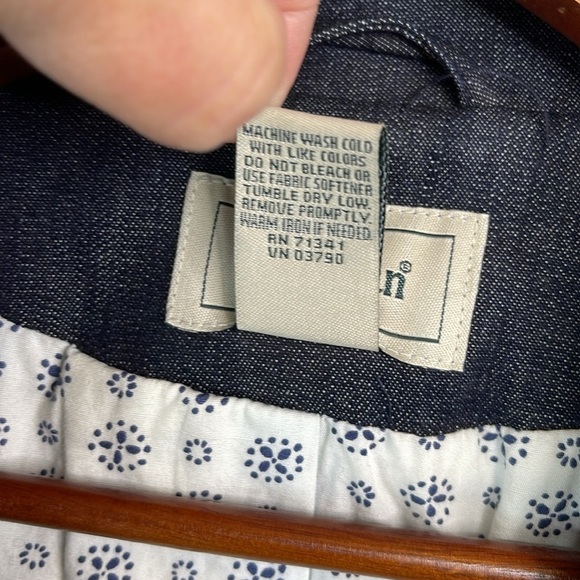 MACHINE WASH COLD
WITH LIKE COLORS
DO NOT BLEACH OR
USE FABRIC SOFTENER
TUMBLE DRY LOW
REMOVE PROMPTLY.
WARM IRON IF NEEDED.
RN 71341
VN 03790